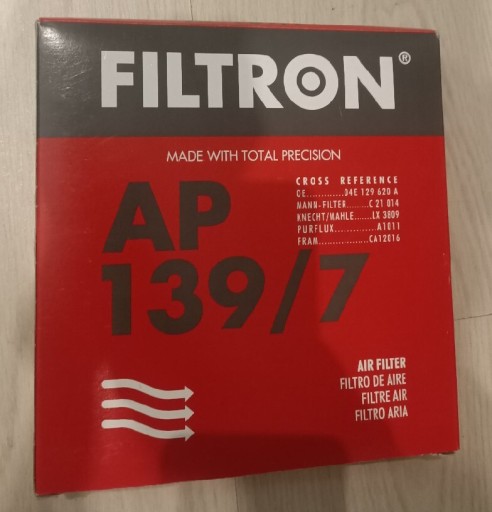 FILTRON®
MADE WITH TOTAL PRECISION
CROSS REFERENCE
OE.............04E 129 620 A
MANN-FILTER........C 21 014
KNECHT/MAHLE......LX 3809
PURFLUX..............A1011
FRAM.................CA12016
AP
139/7
AIR FILTER
FILTRO DE AIRE
FILTRE AIR
FILTRO ARIA